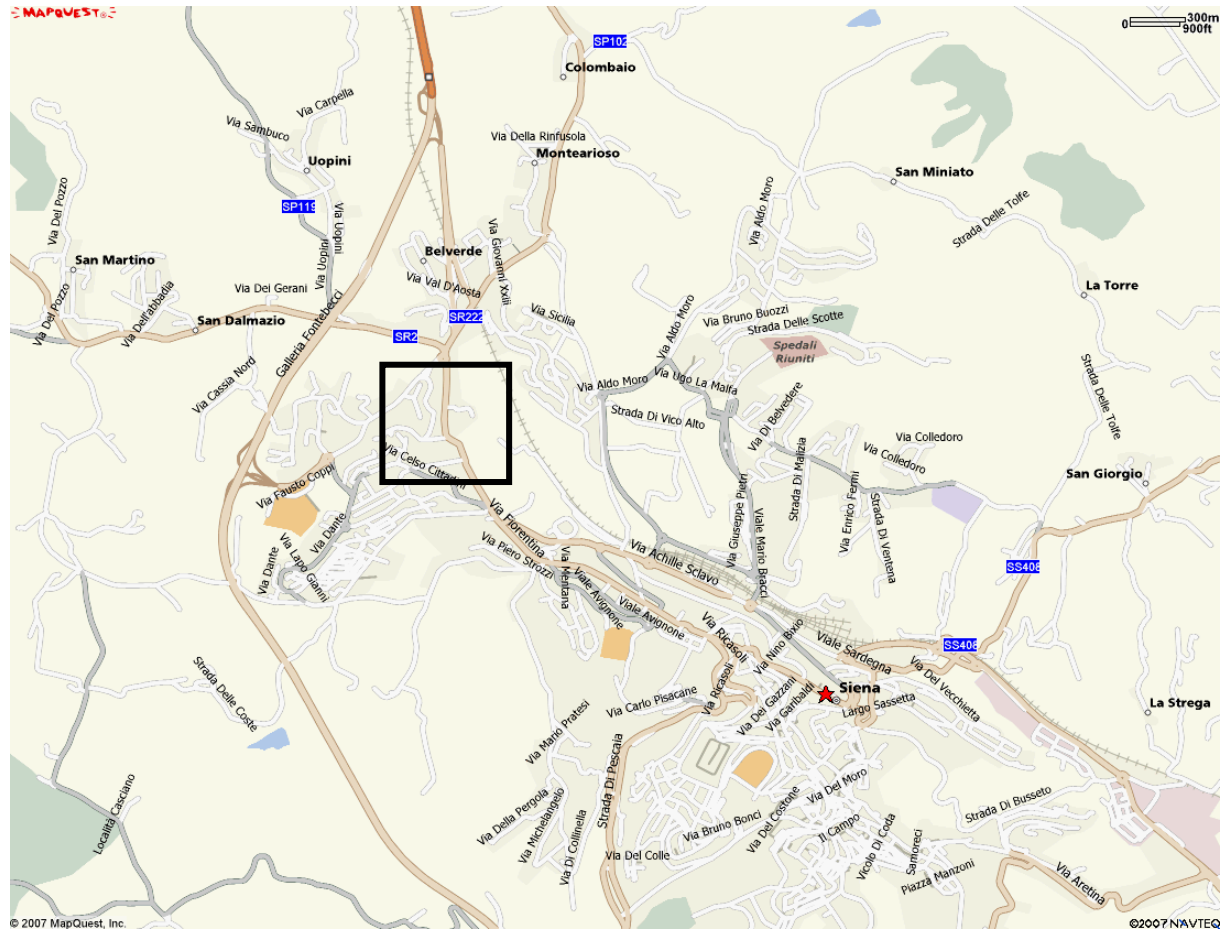 MAPQUEST®
0 300m
900ft
SP102
Colombaio
Via Carpella
Via Sambuco
Via Della Rinfusola
Montearioso
Uopini
San Miniato
Via Del Pozzo
SP119
Via Uopini
Via Aldo Moro
Strada Delle Tolfe
Via Uopini
Via Giovanni Xxiii
Belverde
San Martino
Via Val D'Aosta
Via Dei Gerani
La Torre
Via Del Pozzo
Via Dell'abbadia
San Dalmazio
Galleria Fontebecci
SR222
Via Sicilia
Via Aldo Moro
Via Bruno Buozzi
Strada Delle Scotte
SR2
Spedali
Riuniti
Via Cassia Nord
Via Aldo Moro
Via Ugo La Malfa
Strada Delle Tolfe
Strada Di Vico Alto
Via Di Belvedere
Via Colledoro
Via Celso Cittadini
Via Colledoro
Via Fausto Coppi
San Giorgio
Via Giuseppe Pietri
Strada Di Malizia
Via Enrico Fermi
Strada Di Ventena
Via Dante
Via Fiorentina
Via Dante
Via Lapo Gianni
Via Piero Strozzi
Via Mentana
Via Achille Sclavo
Viale Mario Bracci
SS408
Viale Avignone
Viale Avignone
Via Ricasoli
Via Nino Bixio
Viale Sardegna
SS408
Strada Delle Coste
Via Ricasoli
Via Del Vecchietta
Via Carlo Pisacane
Via Dei Gazzani
Via Garibaldi
Siena
Largo Sassetta
La Strega
Via Mario Pratesi
Strada Di Pescaia
Località Casciano
Via Della Pergola
Via Michelangelo
Via Di Collinella
Via Del Moro
Via Bruno Bonci
Via Del Costone
Strada Di Busseto
Il Campo
Via Del Colle
Vicolo Di Coda
Samoreci
Piazza Manzoni
Via Aretina
© 2007 MapQuest, Inc.
©2007 NAVTEQ